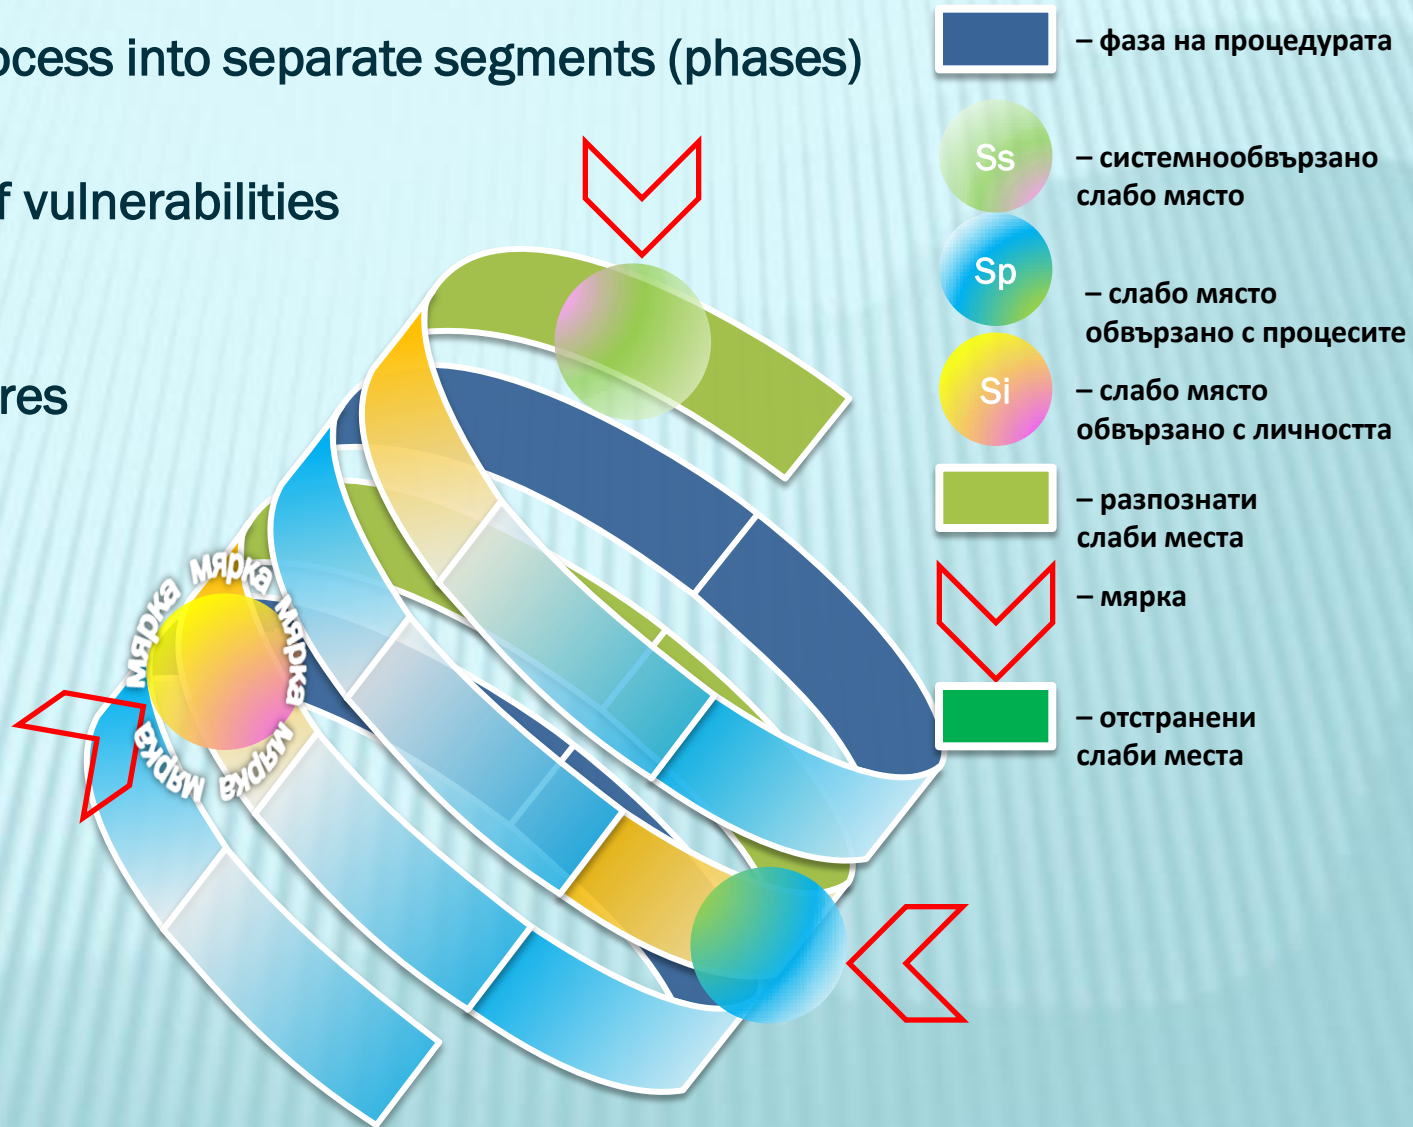 ocess into separate segments (phases)
f vulnerabilities
res
– фаза на процедурата
Ss
– системнообвързано
слабо място
Sp
– слабо място
обвързано с процесите
Si
– слабо място
обвързано с личността
– разпознати
слаби места
– мярка
– отстранени
слаби места
мярка мярка мярка мярка мярка